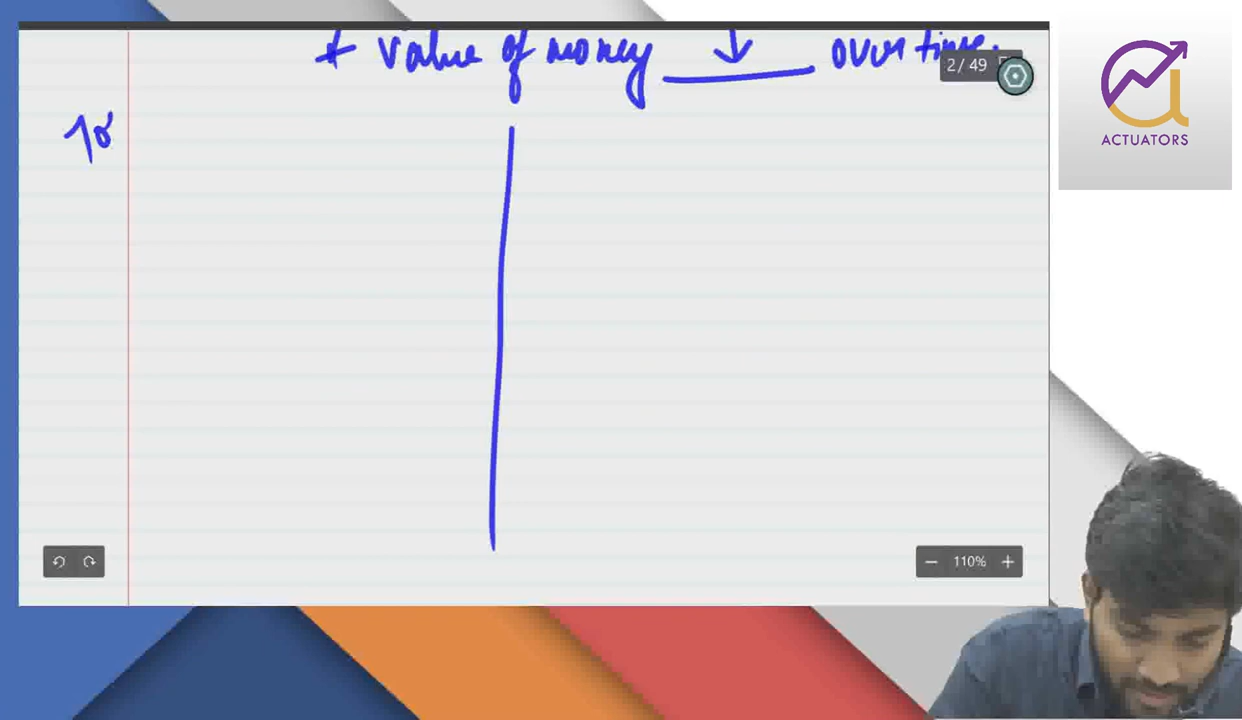 * value of money ↓ over time.
2 / 49
ACTUATORS
110%